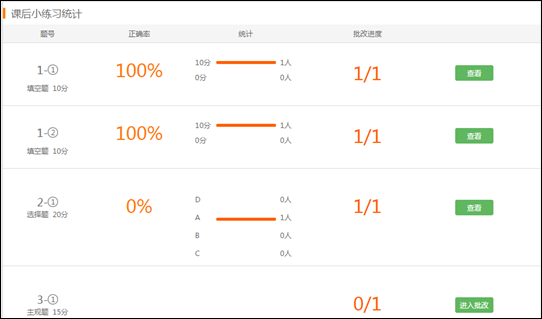 课后小练习统计
题号 正确率 统计 批改进度
1-① 100% 10分 1人 1/1 查看
填空题 10分 0分 0人
1-② 100% 10分 1人 1/1 查看
填空题 10分 0分 0人
2-① 0% D 0人 1/1 查看
选择题 20分 A 1人
B 0人
C 0人
3-① 0/1 进入批改
主观题 15分